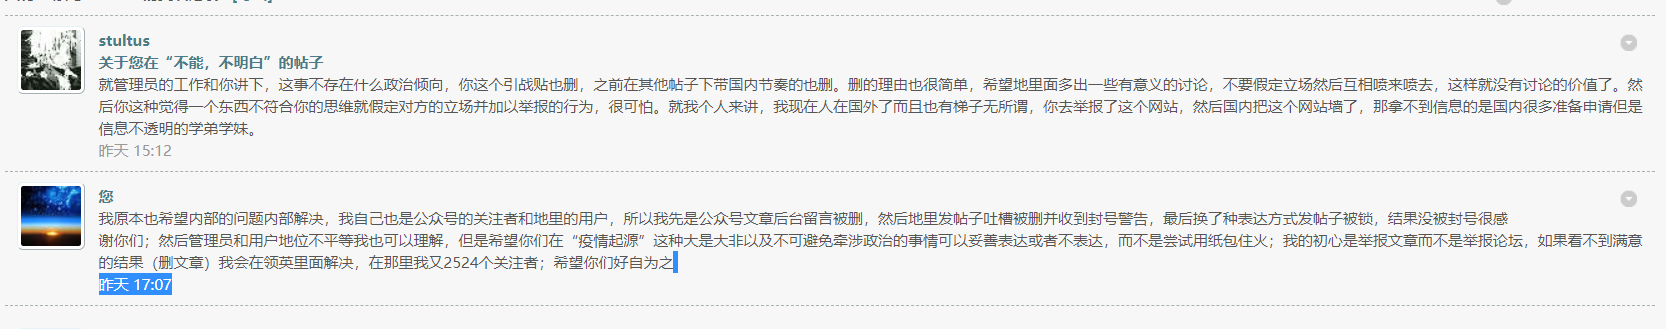 stultus
关于您在“不能，不明白”的帖子
就管理员的工作和你讲下，这事不存在什么政治倾向，你这个引战贴也删，之前在其他帖子下带国内节奏的也删。删的理由也很简单，希望地里面多出一些有意义的讨论，不要假定立场然后互相喷来喷去，这样就没有讨论的价值了。然
后你这种觉得一个东西不符合你的思维就假定对方的立场并加以举报的行为，很可怕。就我个人来讲，我现在人在国外了而且也有梯子无所谓，你去举报了这个网站，然后国内把这个网站墙了，那拿不到信息的是国内很多准备申请但是
信息不透明的学弟学妹。
昨天 15:12
您
我原本也希望内部的问题内部解决，我自己也是公众号的关注者和地里的用户，所以我先是公众号文章后台留言被删，然后地里发帖子吐槽被删并收到封号警告，最后换了种表达方式发帖子被锁，结果没被封号很感
谢你们；然后管理员和用户地位不平等我也可以理解，但是希望你们在“疫情起源”这种大是大非以及不可避免牵涉政治的事情可以妥善表达或者不表达，而不是尝试用纸包住火；我的初心是举报文章而不是举报论坛，如果看不到满意
的结果（删文章）我会在领英里面解决，在那里我又2524个关注者；希望你们好自为之
昨天 17:07